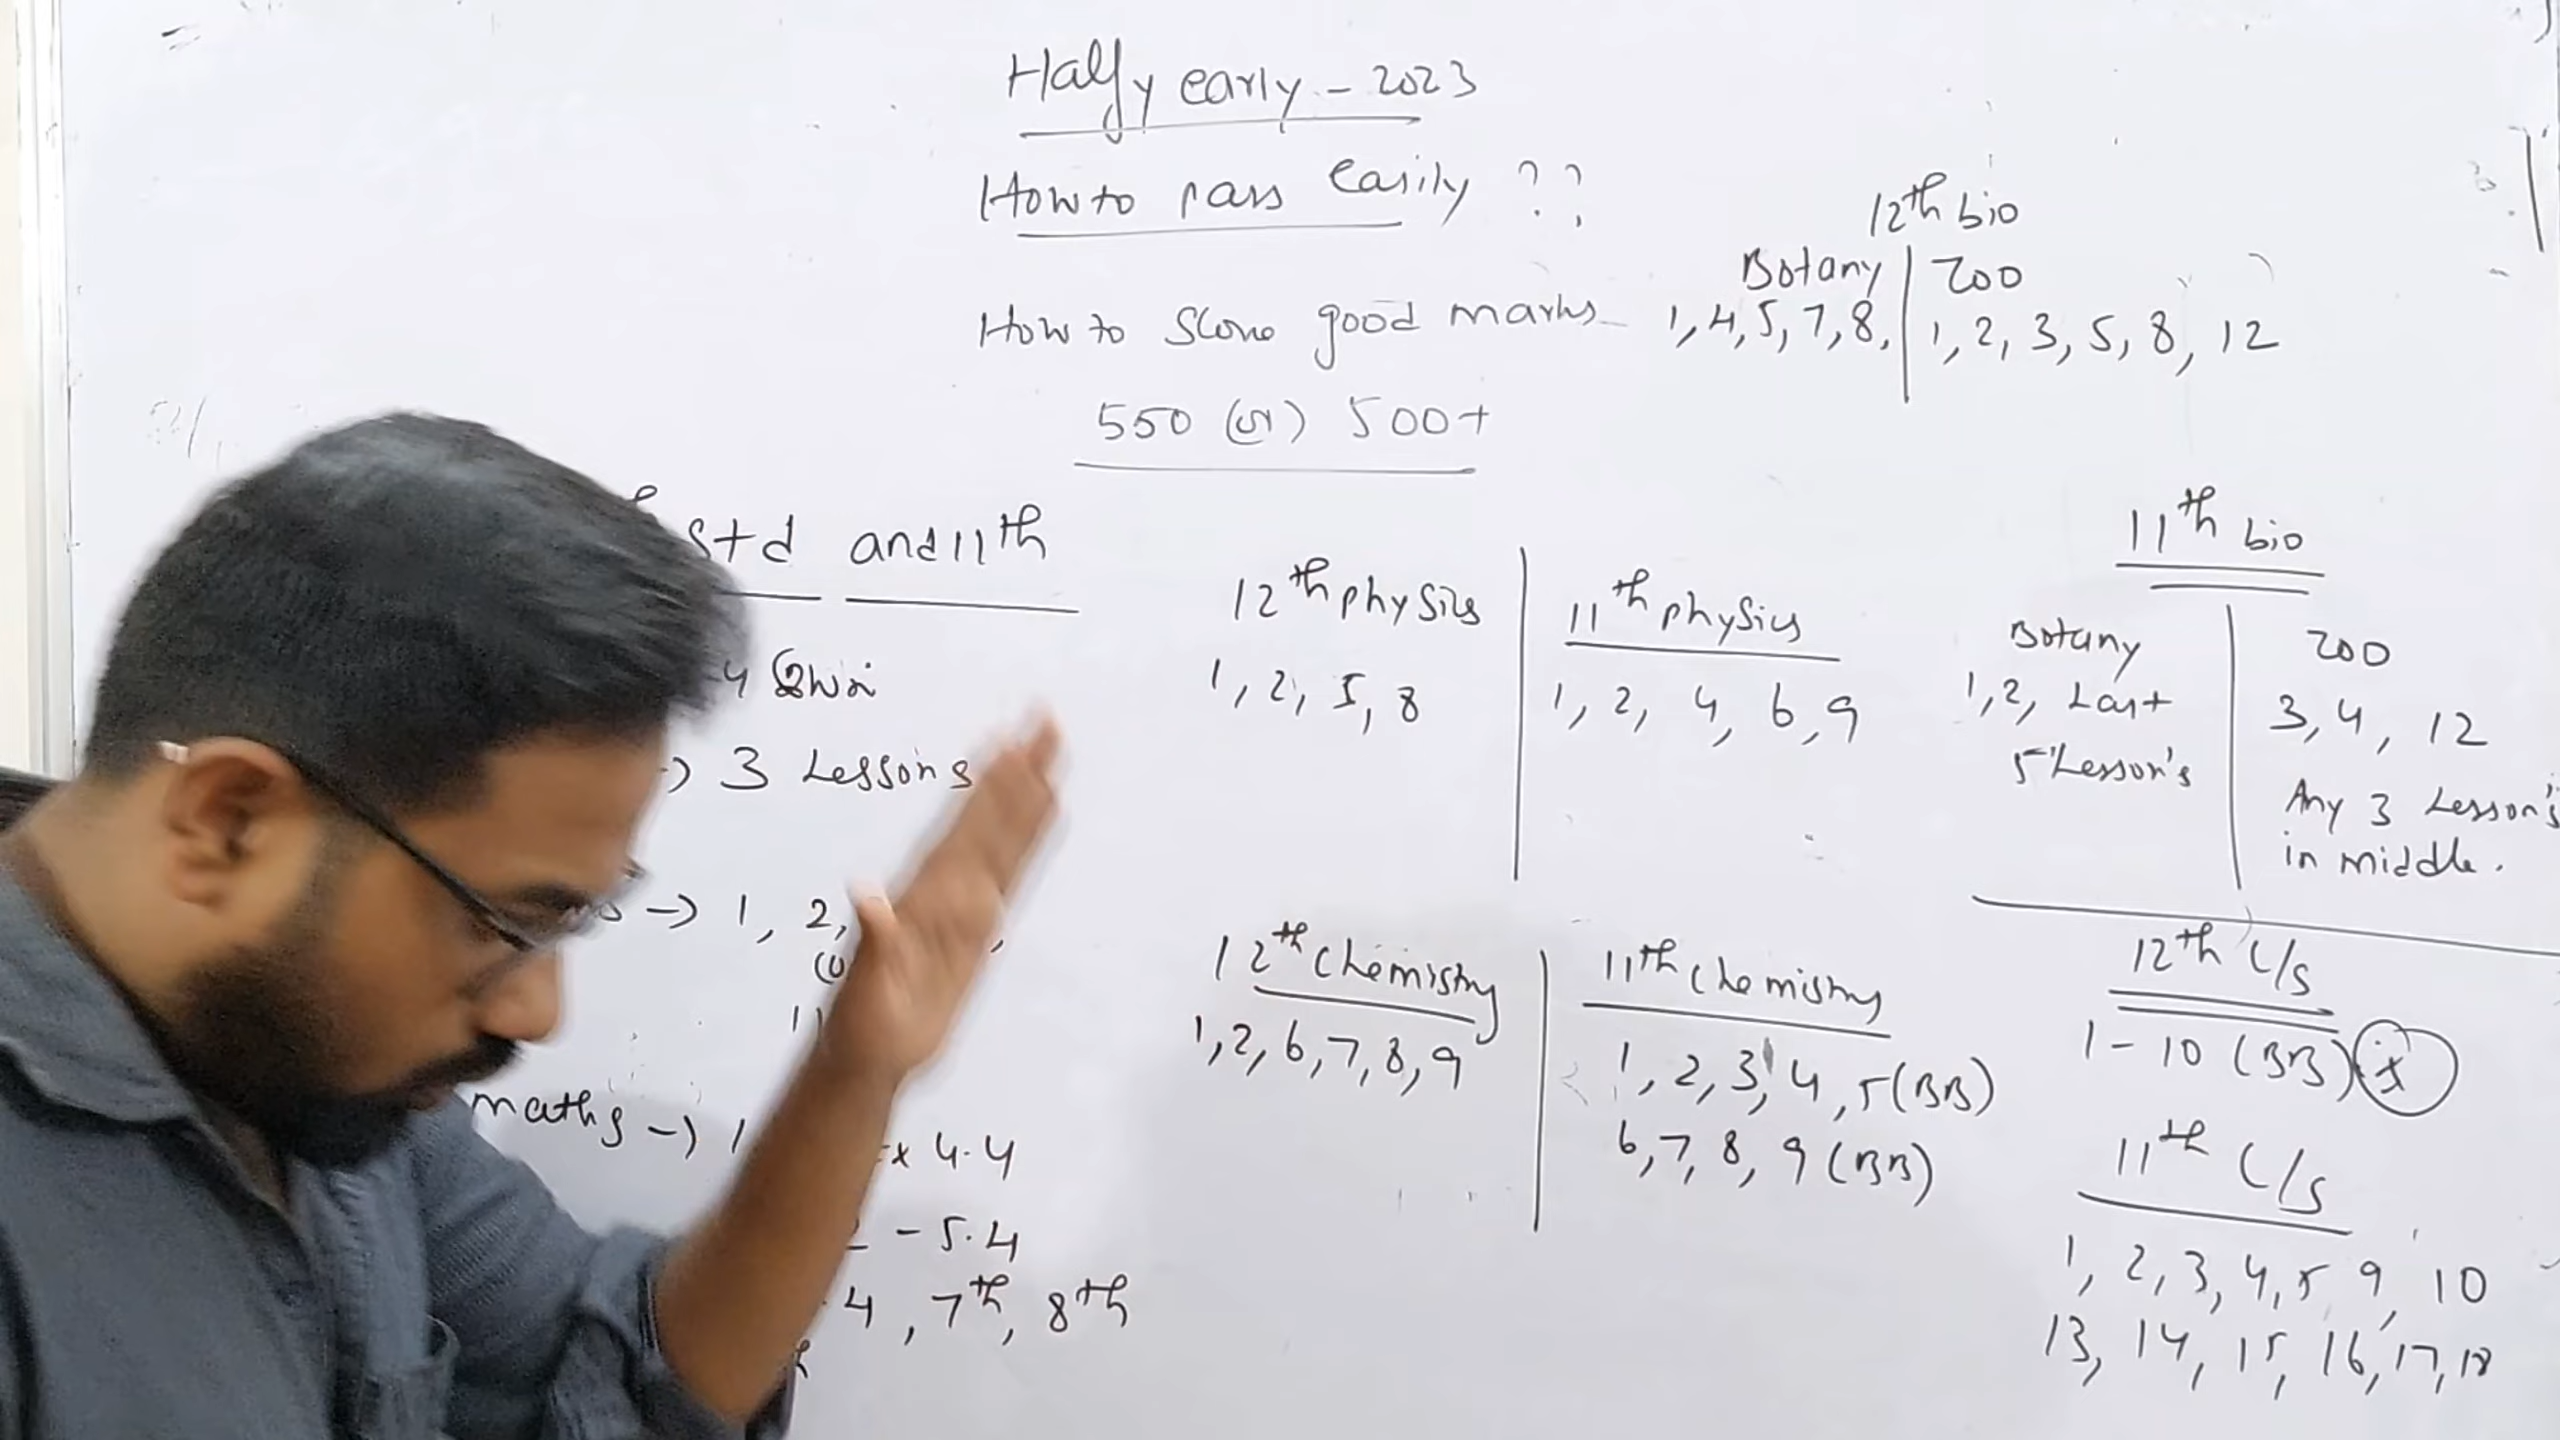 Half yearly - 2023
How to pass easily ??
How to Score good marks
550 (or) 500+
12th bio
Botany | Zoo
1, 4, 5, 7, 8, | 1, 2, 3, 5, 8, 12
std and 11th
3 Lessons
-> 1, 2,
maths -> 1
4.4
- 5.4
4, 7th, 8th
12th physics
1, 2, 5, 8
11th physics
1, 2, 4, 6, 9
12th Chemistry
1, 2, 6, 7, 8, 9
11th Chemistry
1, 2, 3, 4, 5 (BB)
6, 7, 8, 9 (BB)
11th bio
Botany
1, 2, Last
5 Lesson's
Zoo
3, 4, 12
Any 3 Lesson's
in middle.
12th C/S
1 - 10 (BB)
11th C/S
1, 2, 3, 4, 5 9, 10
13, 14, 15, 16, 17, 18